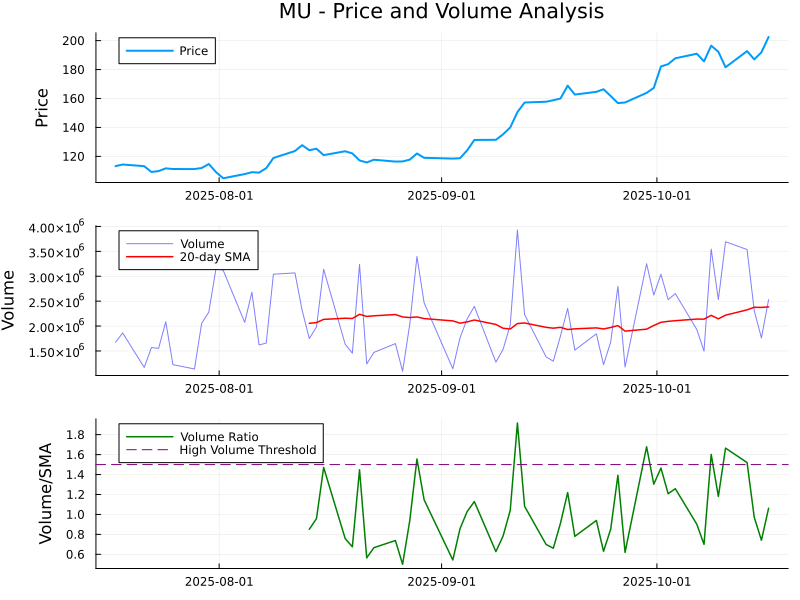 MU - Price and Volume Analysis
Price
200
180
160
140
120
Price
2025-08-01 2025-09-01 2025-10-01
Volume
4.00×10⁶
3.50×10⁶
3.00×10⁶
2.50×10⁶
2.00×10⁶
1.50×10⁶
Volume
20-day SMA
2025-08-01 2025-09-01 2025-10-01
Volume/SMA
1.8
1.6
1.4
1.2
1.0
0.8
0.6
Volume Ratio
High Volume Threshold
2025-08-01 2025-09-01 2025-10-01